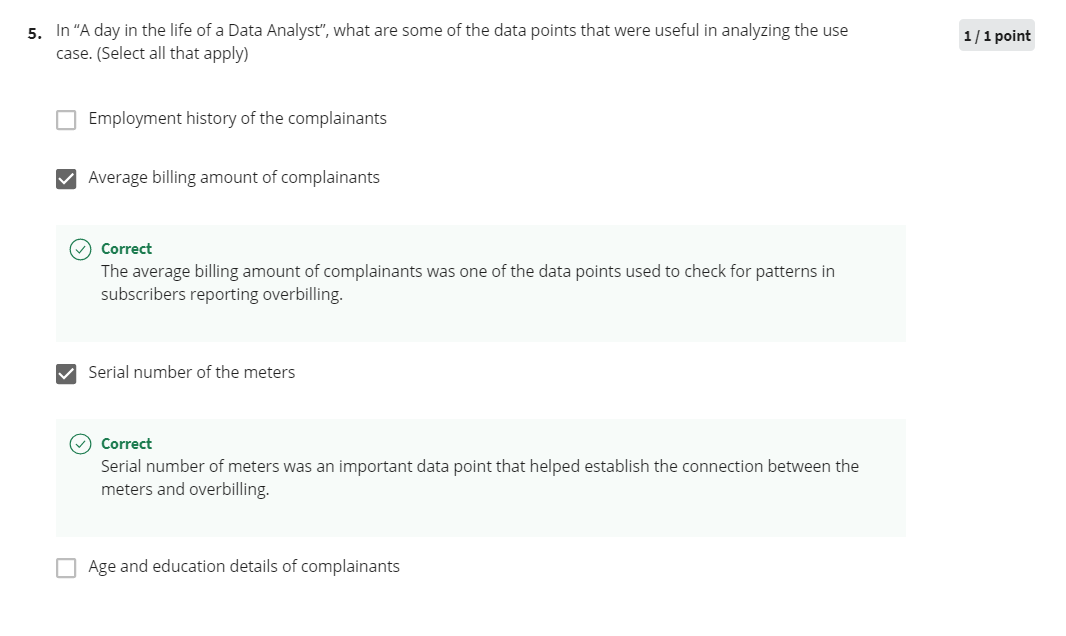 5. In “A day in the life of a Data Analyst”, what are some of the data points that were useful in analyzing the use
1 / 1 point
case. (Select all that apply)
Employment history of the complainants
Average billing amount of complainants
Correct
The average billing amount of complainants was one of the data points used to check for patterns in
subscribers reporting overbilling.
Serial number of the meters
Correct
Serial number of meters was an important data point that helped establish the connection between the
meters and overbilling.
Age and education details of complainants